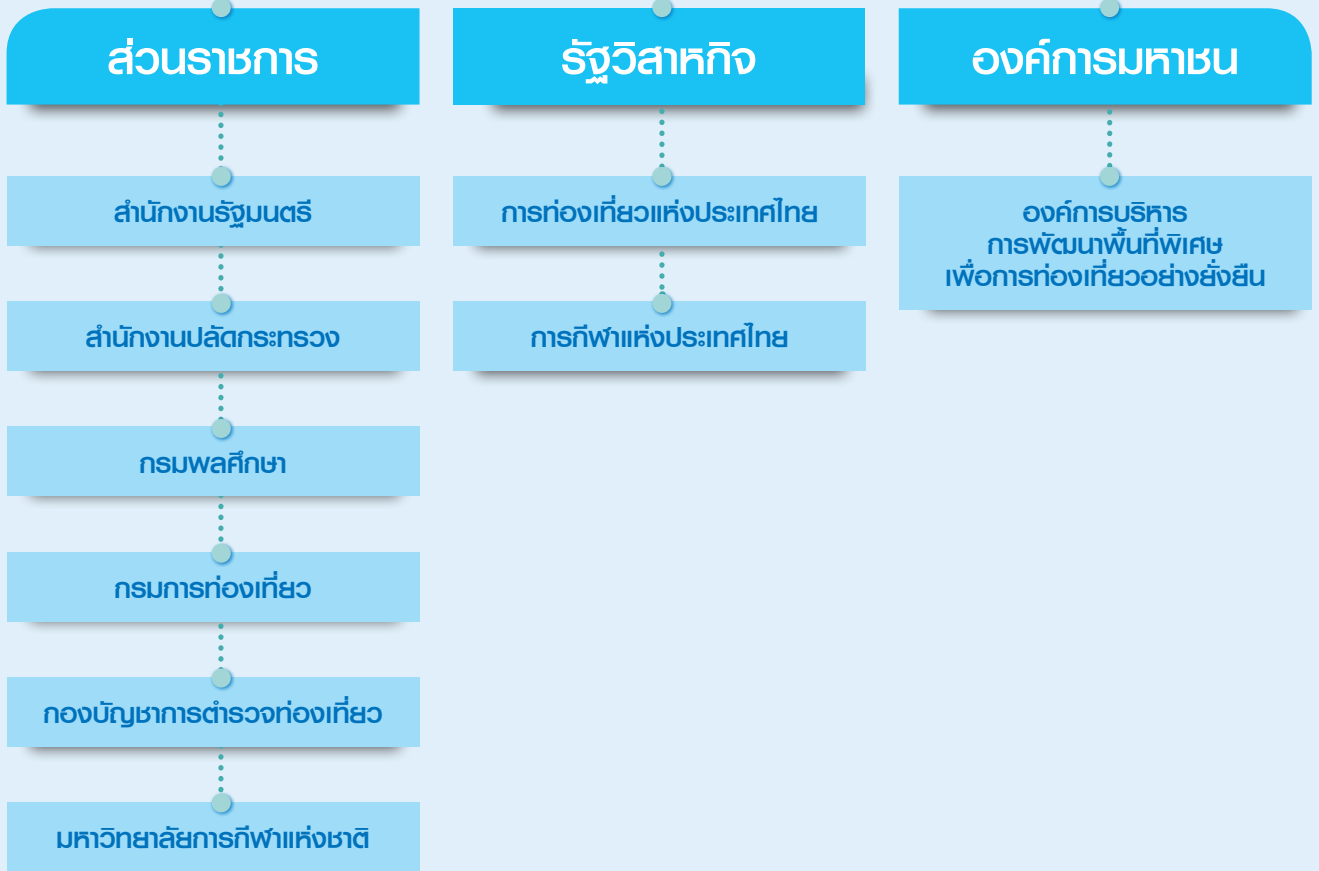 ส่วนราชการ
สำนักงานรัฐมนตรี
สำนักงานปลัดกระทรวง
กรมพลศึกษา
กรมการท่องเที่ยว
กองบัญชาการตำรวจท่องเที่ยว
มหาวิทยาลัยการกีฬาแห่งชาติ
รัฐวิสาหกิจ
การท่องเที่ยวแห่งประเทศไทย
การกีฬาแห่งประเทศไทย
องค์การมหาชน
องค์การบริหาร
การพัฒนาพื้นที่พิเศษ
เพื่อการท่องเที่ยวอย่างยั่งยืน